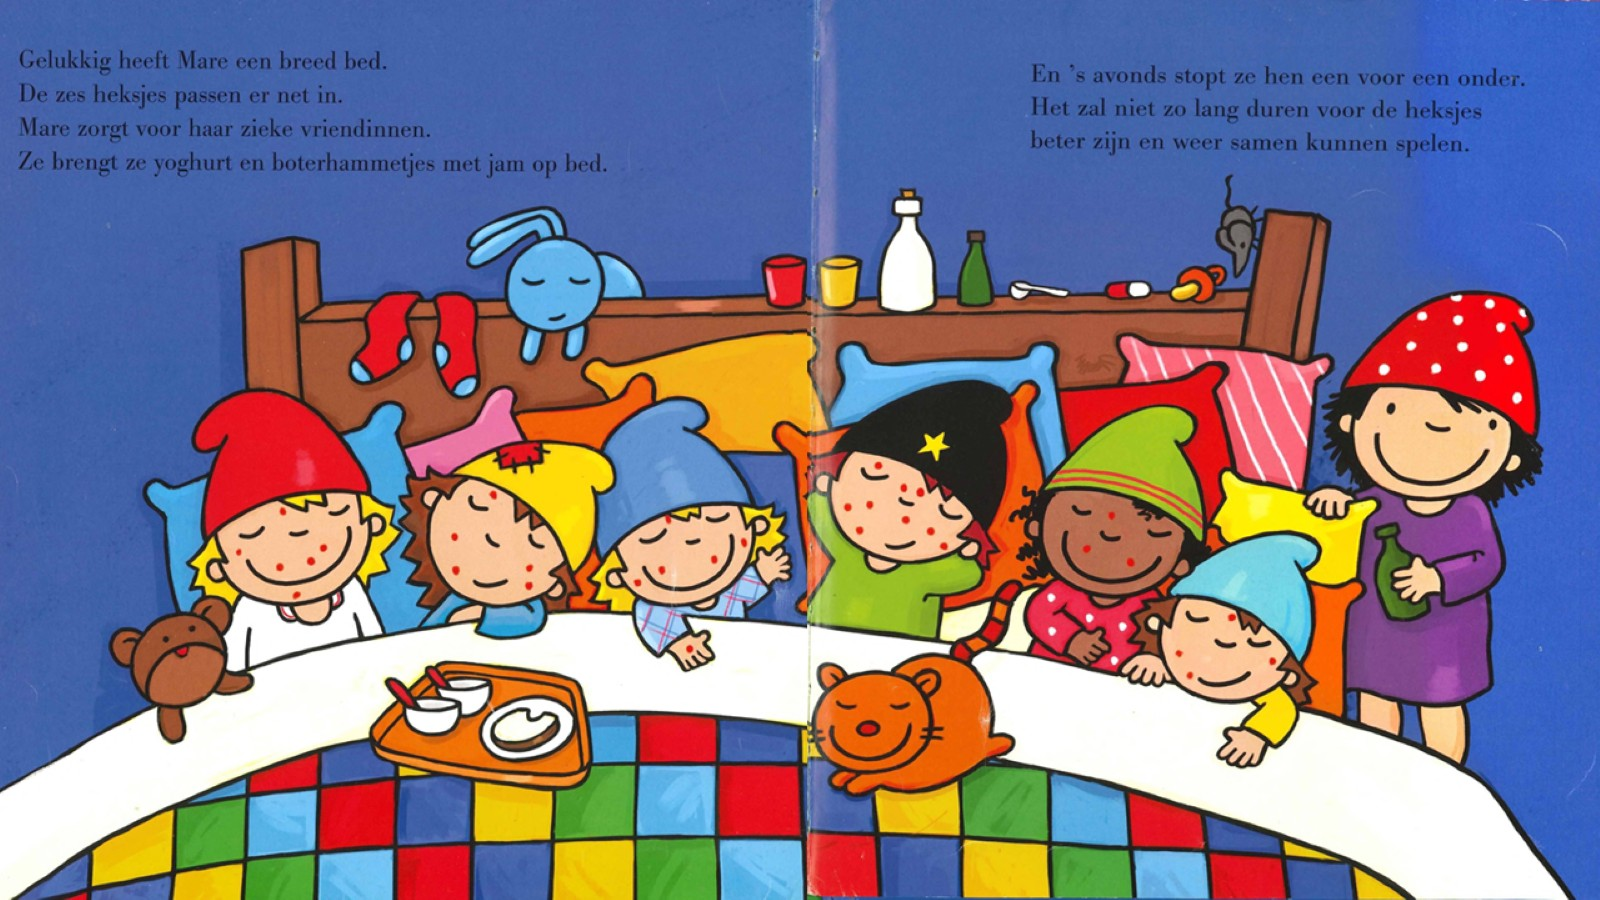 Gelukkig heeft Mare een breed bed.
De zes heksjes passen er net in.
Mare zorgt voor haar zieke vriendinnen.
Ze brengt ze yoghurt en boterhammetjes met jam op bed.
En 's avonds stopt ze hen een voor een onder.
Het zal niet zo lang duren voor de heksjes
beter zijn en weer samen kunnen spelen.